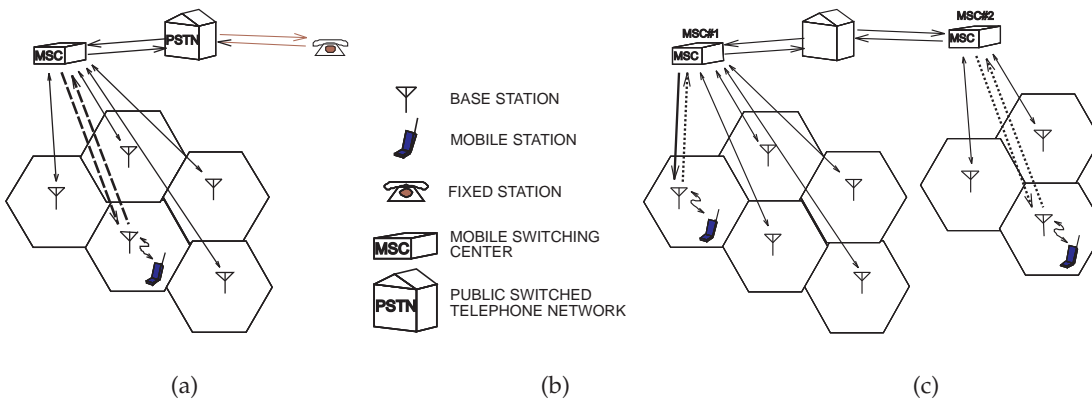 PSTN
MSC
BASE STATION
MOBILE STATION
FIXED STATION
MSC
MOBILE SWITCHING
CENTER
PSTN
PUBLIC SWITCHED
TELEPHONE NETWORK
MSC#1
MSC
MSC#2
MSC
(a)
(b)
(c)